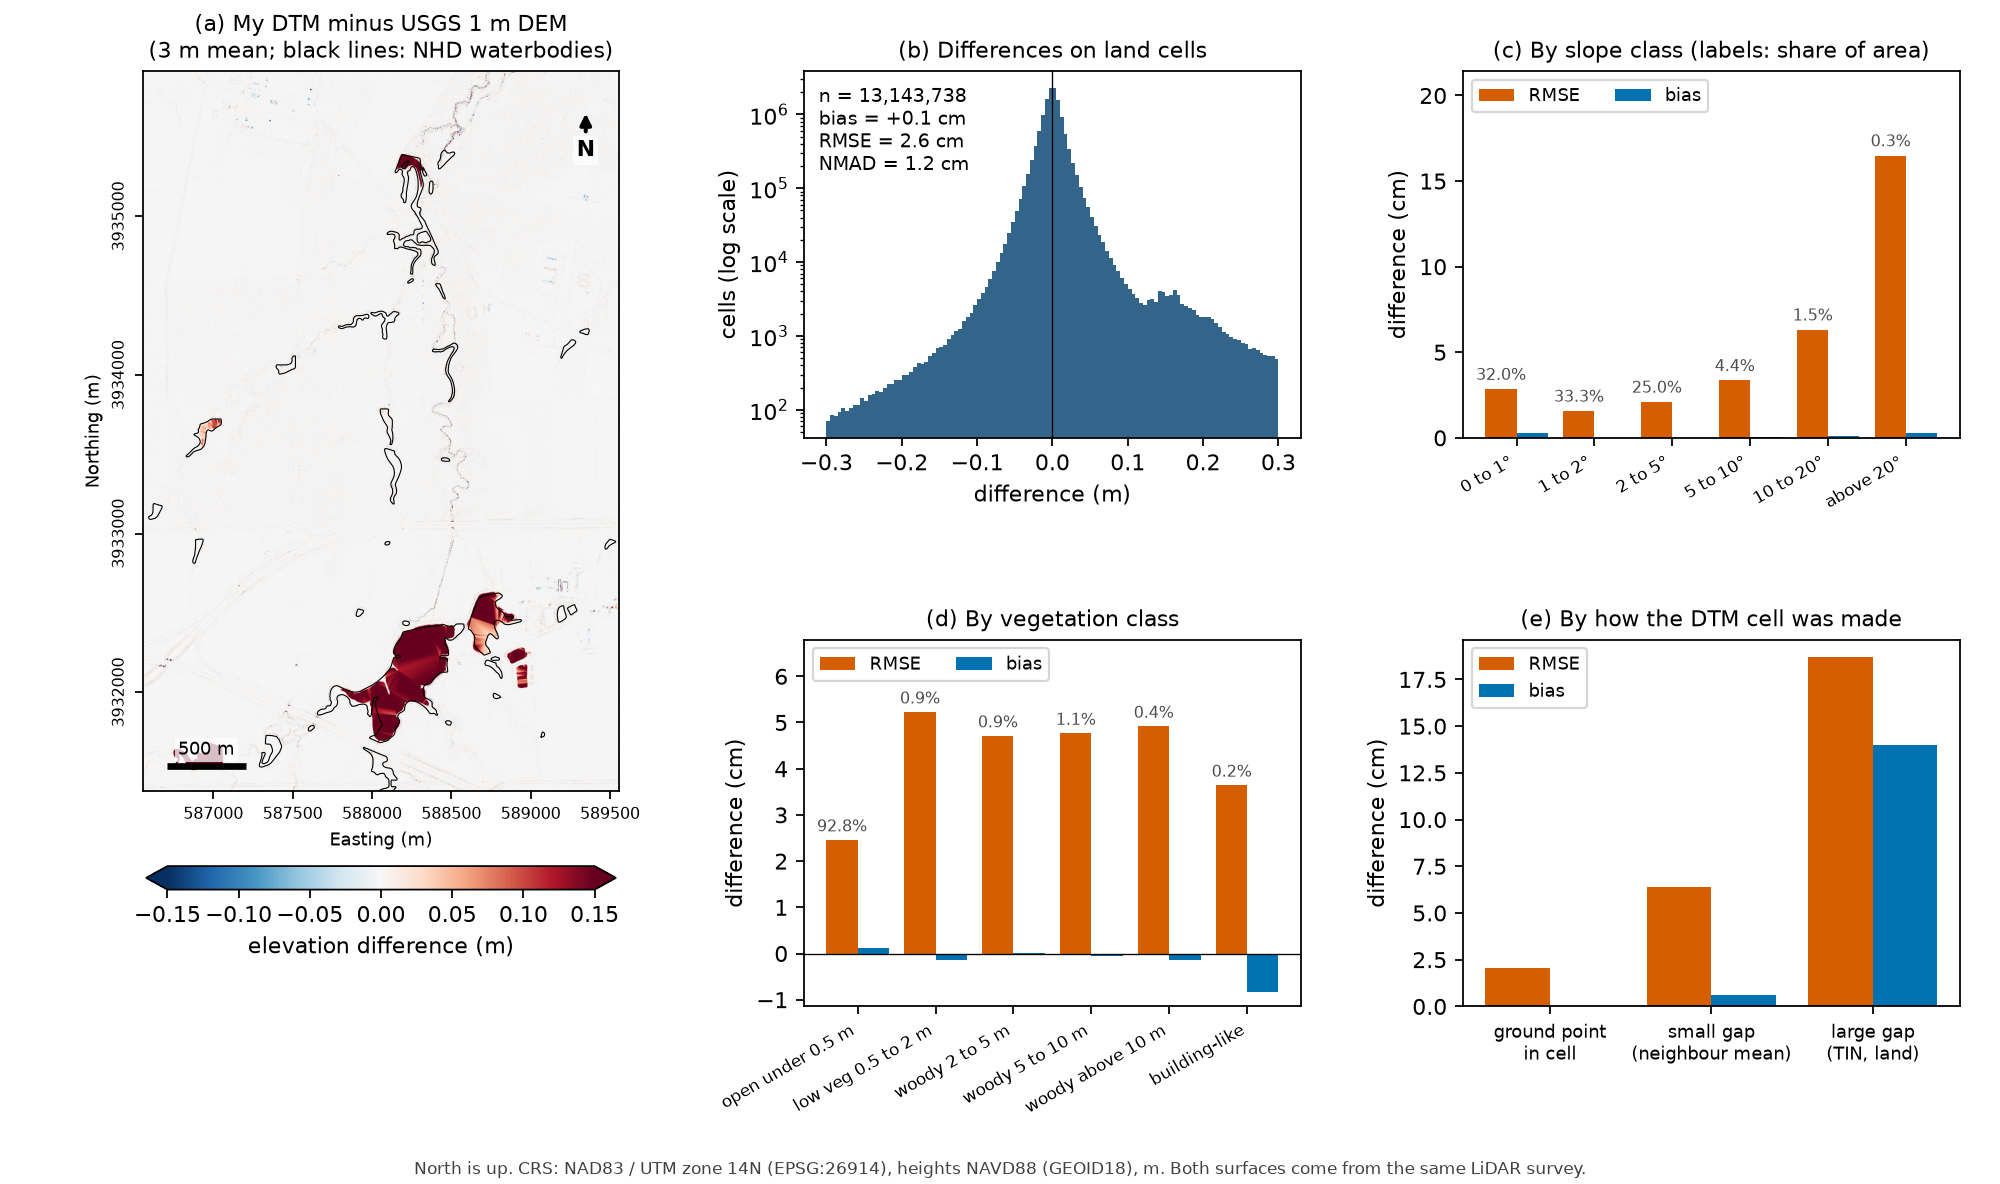 (a) My DTM minus USGS 1 m DEM
(3 m mean; black lines: NHD waterbodies)
N
500 m
Northing (m)
3935000
3934000
3933000
3932000
587000 587500 588000 588500 589000 589500
Easting (m)
−0.15 −0.10 −0.05 0.00 0.05 0.10 0.15
elevation difference (m)
(b) Differences on land cells
n = 13,143,738
bias = +0.1 cm
RMSE = 2.6 cm
NMAD = 1.2 cm
cells (log scale)
10^6
10^5
10^4
10^3
10^2
−0.3 −0.2 −0.1 0.0 0.1 0.2 0.3
difference (m)
(c) By slope class (labels: share of area)
RMSE bias
difference (cm)
20
15
10
5
0
32.0% 33.3% 25.0% 4.4% 1.5% 0.3%
0 to 1° 1 to 2° 2 to 5° 5 to 10° 10 to 20° above 20°
(d) By vegetation class
RMSE bias
difference (cm)
6
5
4
3
2
1
0
−1
92.8% 0.9% 0.9% 1.1% 0.4% 0.2%
open under 0.5 m low veg 0.5 to 2 m woody 2 to 5 m woody 5 to 10 m woody above 10 m building-like
(e) By how the DTM cell was made
RMSE
bias
difference (cm)
17.5
15.0
12.5
10.0
7.5
5.0
2.5
0.0
ground point small gap large gap
in cell (neighbour mean) (TIN, land)
North is up. CRS: NAD83 / UTM zone 14N (EPSG:26914), heights NAVD88 (GEOID18), m. Both surfaces come from the same LiDAR survey.